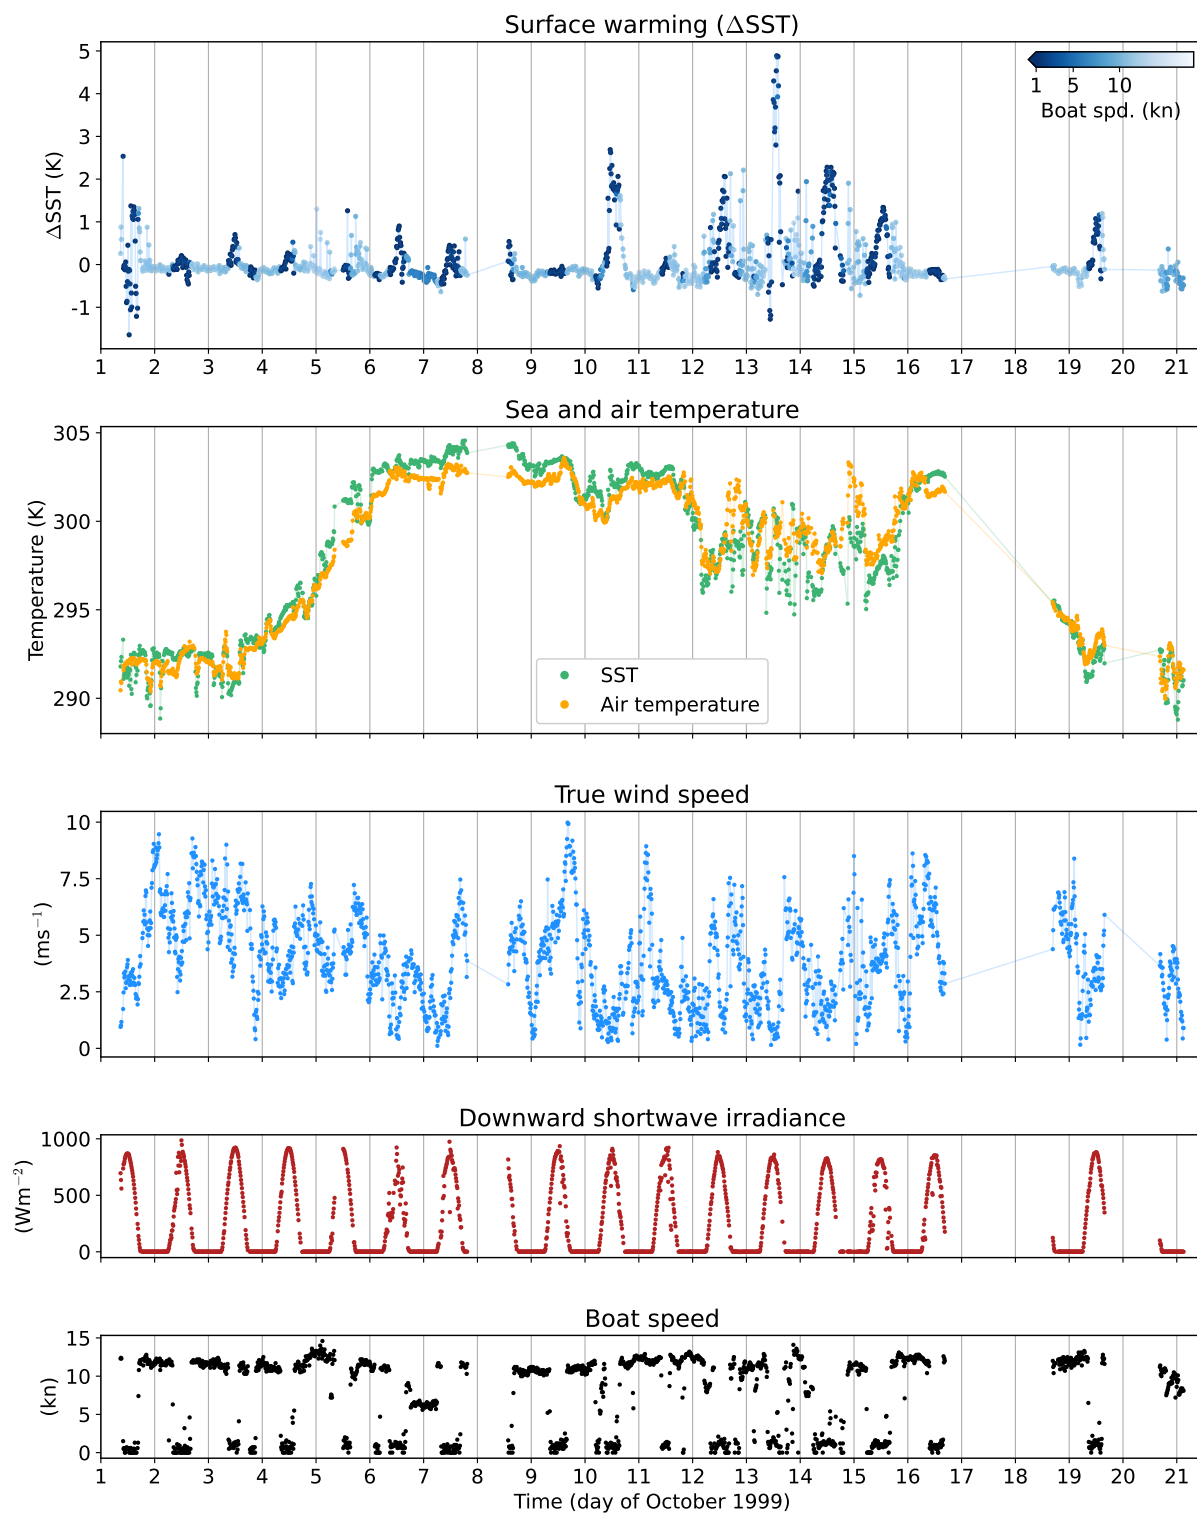 Surface warming (ΔSST)
5
4
3
2
1
0
-1
ΔSST (K)
1 5 10
Boat spd. (kn)
1 2 3 4 5 6 7 8 9 10 11 12 13 14 15 16 17 18 19 20 21
Sea and air temperature
305
300
295
290
Temperature (K)
SST
Air temperature
True wind speed
10
7.5
5
2.5
0
(ms⁻¹)
Downward shortwave irradiance
1000
500
0
(Wm⁻²)
Boat speed
15
10
5
0
(kn)
1 2 3 4 5 6 7 8 9 10 11 12 13 14 15 16 17 18 19 20 21
Time (day of October 1999)